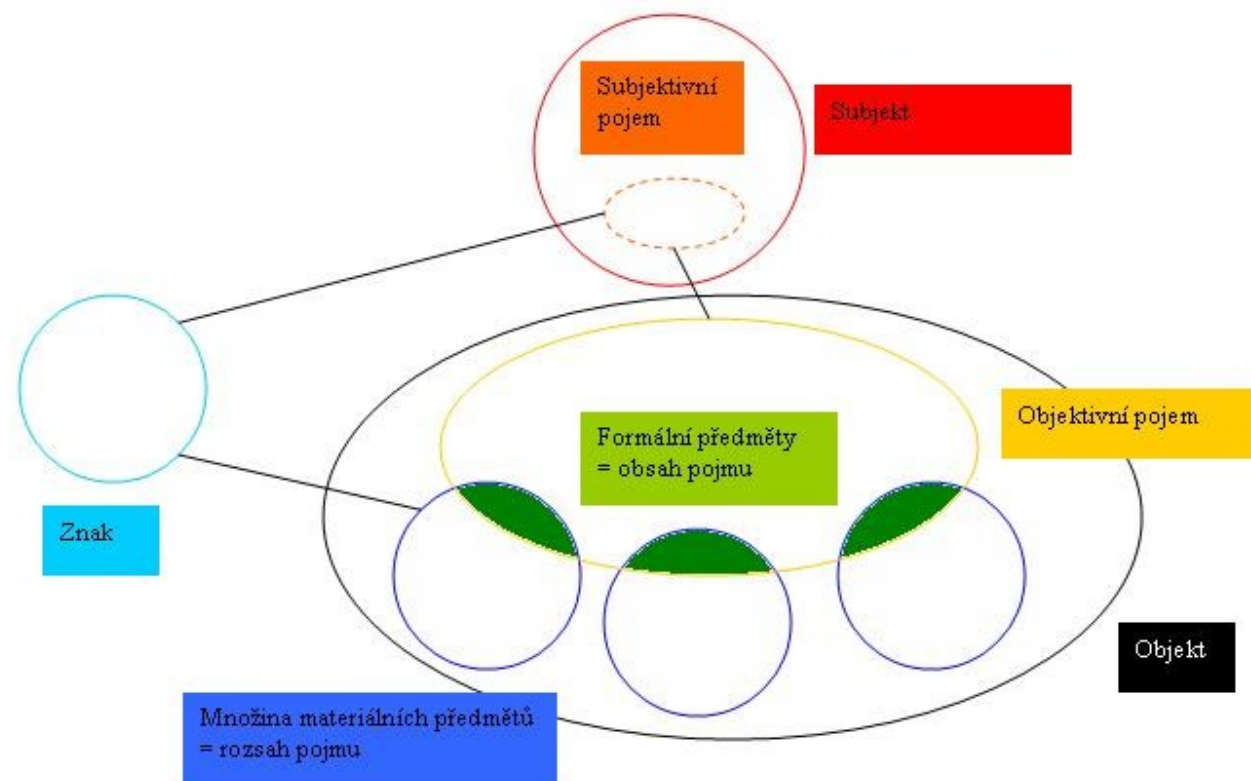 Subjektivní
pojem
Subjekt
Objektivní pojem
Formální předměty
= obsah pojmu
Znak
Objekt
Množina materiálních předmětů
= rozsah pojmu